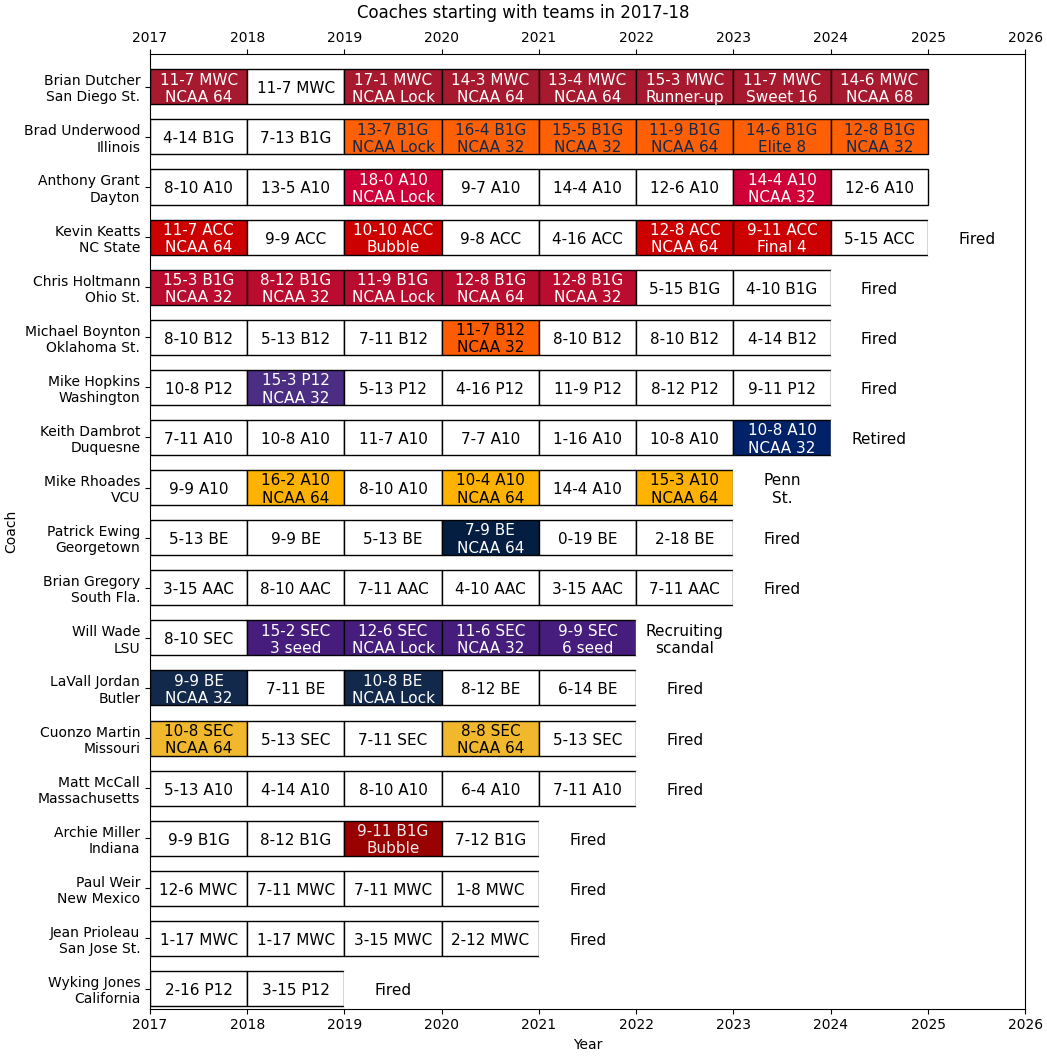 Coaches starting with teams in 2017-18
2017 2018 2019 2020 2021 2022 2023 2024 2025 2026
Brian Dutcher
San Diego St.
11-7 MWC
NCAA 64
11-7 MWC
17-1 MWC
NCAA Lock
14-3 MWC
NCAA 64
13-4 MWC
NCAA 64
15-3 MWC
Runner-up
11-7 MWC
Sweet 16
14-6 MWC
NCAA 68
Brad Underwood
Illinois
4-14 B1G
7-13 B1G
13-7 B1G
NCAA Lock
16-4 B1G
NCAA 32
15-5 B1G
NCAA 32
11-9 B1G
NCAA 64
14-6 B1G
Elite 8
12-8 B1G
NCAA 32
Anthony Grant
Dayton
8-10 A10
13-5 A10
18-0 A10
NCAA Lock
9-7 A10
14-4 A10
12-6 A10
14-4 A10
NCAA 32
12-6 A10
Kevin Keatts
NC State
11-7 ACC
NCAA 64
9-9 ACC
10-10 ACC
Bubble
9-8 ACC
4-16 ACC
12-8 ACC
NCAA 64
9-11 ACC
Final 4
5-15 ACC
Fired
Chris Holtmann
Ohio St.
15-3 B1G
NCAA 32
8-12 B1G
NCAA 32
11-9 B1G
NCAA Lock
12-8 B1G
NCAA 64
12-8 B1G
NCAA 32
5-15 B1G
4-10 B1G
Fired
Michael Boynton
Oklahoma St.
8-10 B12
5-13 B12
7-11 B12
11-7 B12
NCAA 32
8-10 B12
8-10 B12
4-14 B12
Fired
Mike Hopkins
Washington
10-8 P12
15-3 P12
NCAA 32
5-13 P12
4-16 P12
11-9 P12
8-12 P12
9-11 P12
Fired
Keith Dambrot
Duquesne
7-11 A10
10-8 A10
11-7 A10
7-7 A10
1-16 A10
10-8 A10
10-8 A10
NCAA 32
Retired
Mike Rhoades
VCU
9-9 A10
16-2 A10
NCAA 64
8-10 A10
10-4 A10
NCAA 64
14-4 A10
15-3 A10
NCAA 64
Penn
St.
Patrick Ewing
Georgetown
5-13 BE
9-9 BE
5-13 BE
7-9 BE
NCAA 64
0-19 BE
2-18 BE
Fired
Brian Gregory
South Fla.
3-15 AAC
8-10 AAC
7-11 AAC
4-10 AAC
3-15 AAC
7-11 AAC
Fired
Will Wade
LSU
8-10 SEC
15-2 SEC
3 seed
12-6 SEC
NCAA Lock
11-6 SEC
NCAA 32
9-9 SEC
6 seed
Recruiting
scandal
LaVall Jordan
Butler
9-9 BE
NCAA 32
7-11 BE
10-8 BE
NCAA Lock
8-12 BE
6-14 BE
Fired
Cuonzo Martin
Missouri
10-8 SEC
NCAA 64
5-13 SEC
7-11 SEC
8-8 SEC
NCAA 64
5-13 SEC
Fired
Matt McCall
Massachusetts
5-13 A10
4-14 A10
8-10 A10
6-4 A10
7-11 A10
Fired
Archie Miller
Indiana
9-9 B1G
8-12 B1G
9-11 B1G
Bubble
7-12 B1G
Fired
Paul Weir
New Mexico
12-6 MWC
7-11 MWC
7-11 MWC
1-8 MWC
Fired
Jean Prioleau
San Jose St.
1-17 MWC
1-17 MWC
3-15 MWC
2-12 MWC
Fired
Wyking Jones
California
2-16 P12
3-15 P12
Fired
Coach
2017 2018 2019 2020 2021 2022 2023 2024 2025 2026
Year